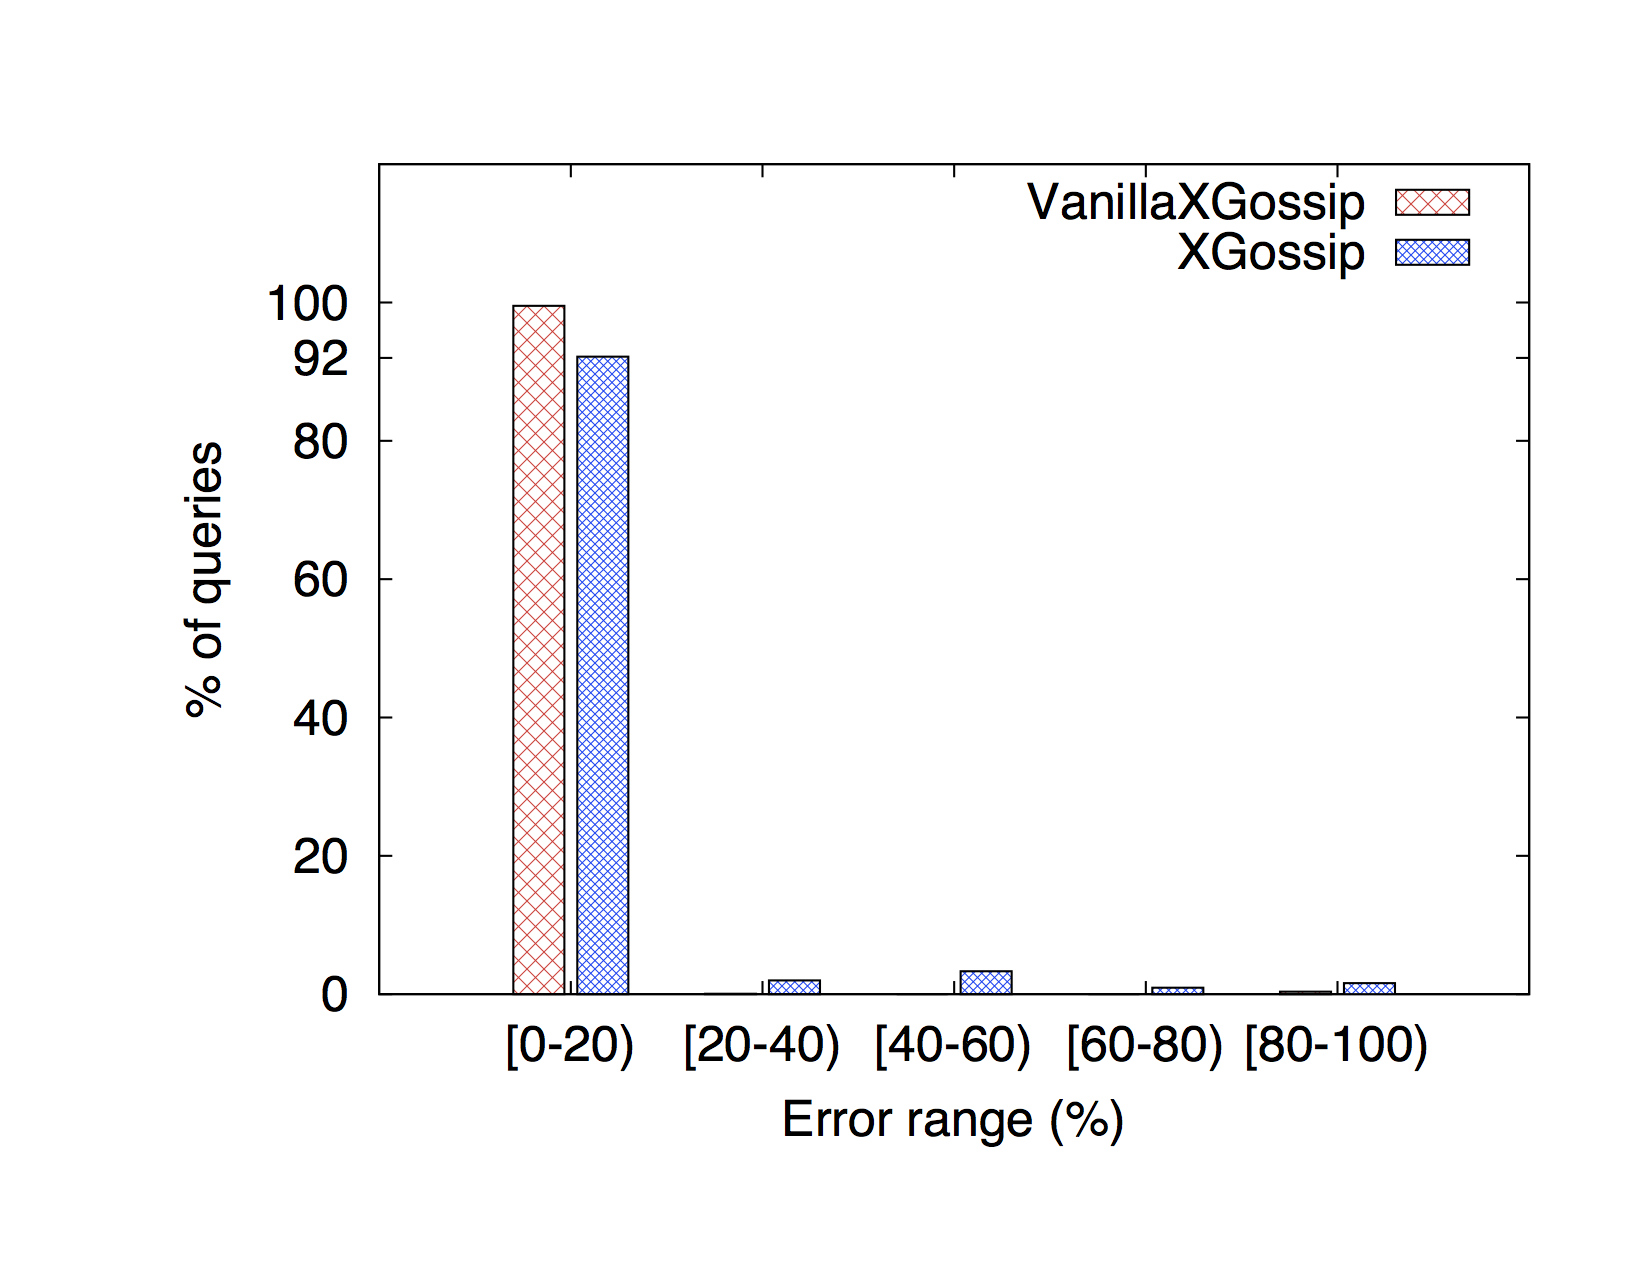 VanillaXGossip
XGossip
100
92
80
60
40
20
0
% of queries
[0-20) [20-40) [40-60) [60-80) [80-100)
Error range (%)